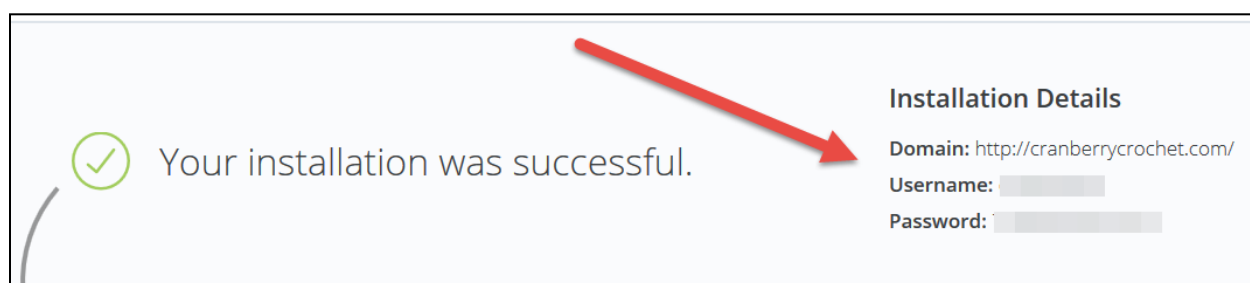 Your installation was successful.
Installation Details
Domain: http://cranberrycrochet.com/
Username:
Password: